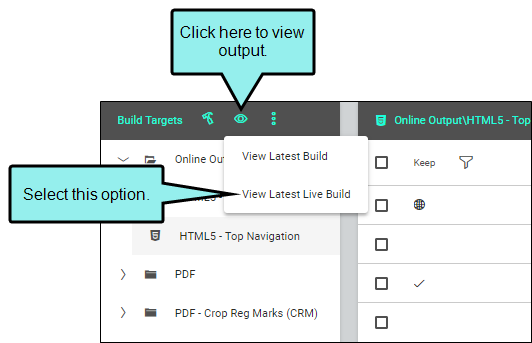 Click here to view
output.
Build Targets
Online Output\HTML5 - Top
View Latest Build
Online Out
Keep
Select this option.
View Latest Live Build
HTML5 - Top Navigation
PDF
PDF - Crop Reg Marks (CRM)